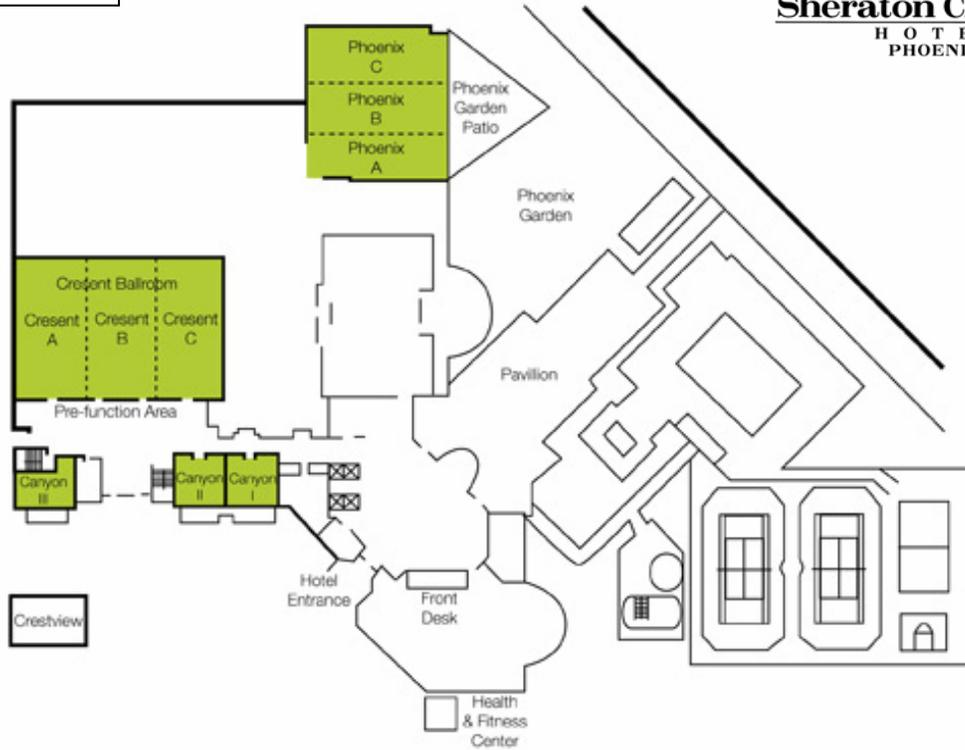 Sheraton
HOTE
PHOENI
Phoenix
C
Phoenix
B
Phoenix
A
Phoenix
Garden
Patio
Phoenix
Garden
Cresent Ballroom
Cresent
A
Cresent
B
Cresent
C
Pavillion
Pre-function Area
Canyon
III
Canyon
II
Canyon
I
Hotel
Entrance
Front
Desk
Crestview
Health
& Fitness
Center